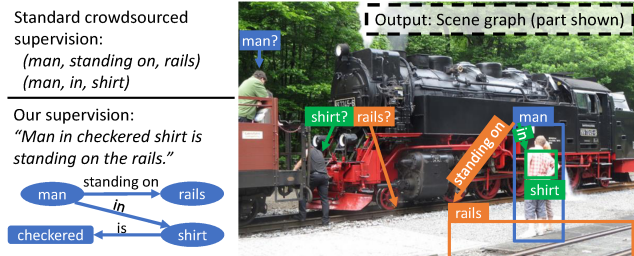 Standard crowdsourced
supervision:
(man, standing on, rails)
(man, in, shirt)
Our supervision:
"Man in checkered shirt is
standing on the rails."
man
standing on
rails
in
checkered
is
shirt
Output: Scene graph (part shown)
man?
shirt?
rails?
man
standing on
in
shirt
rails